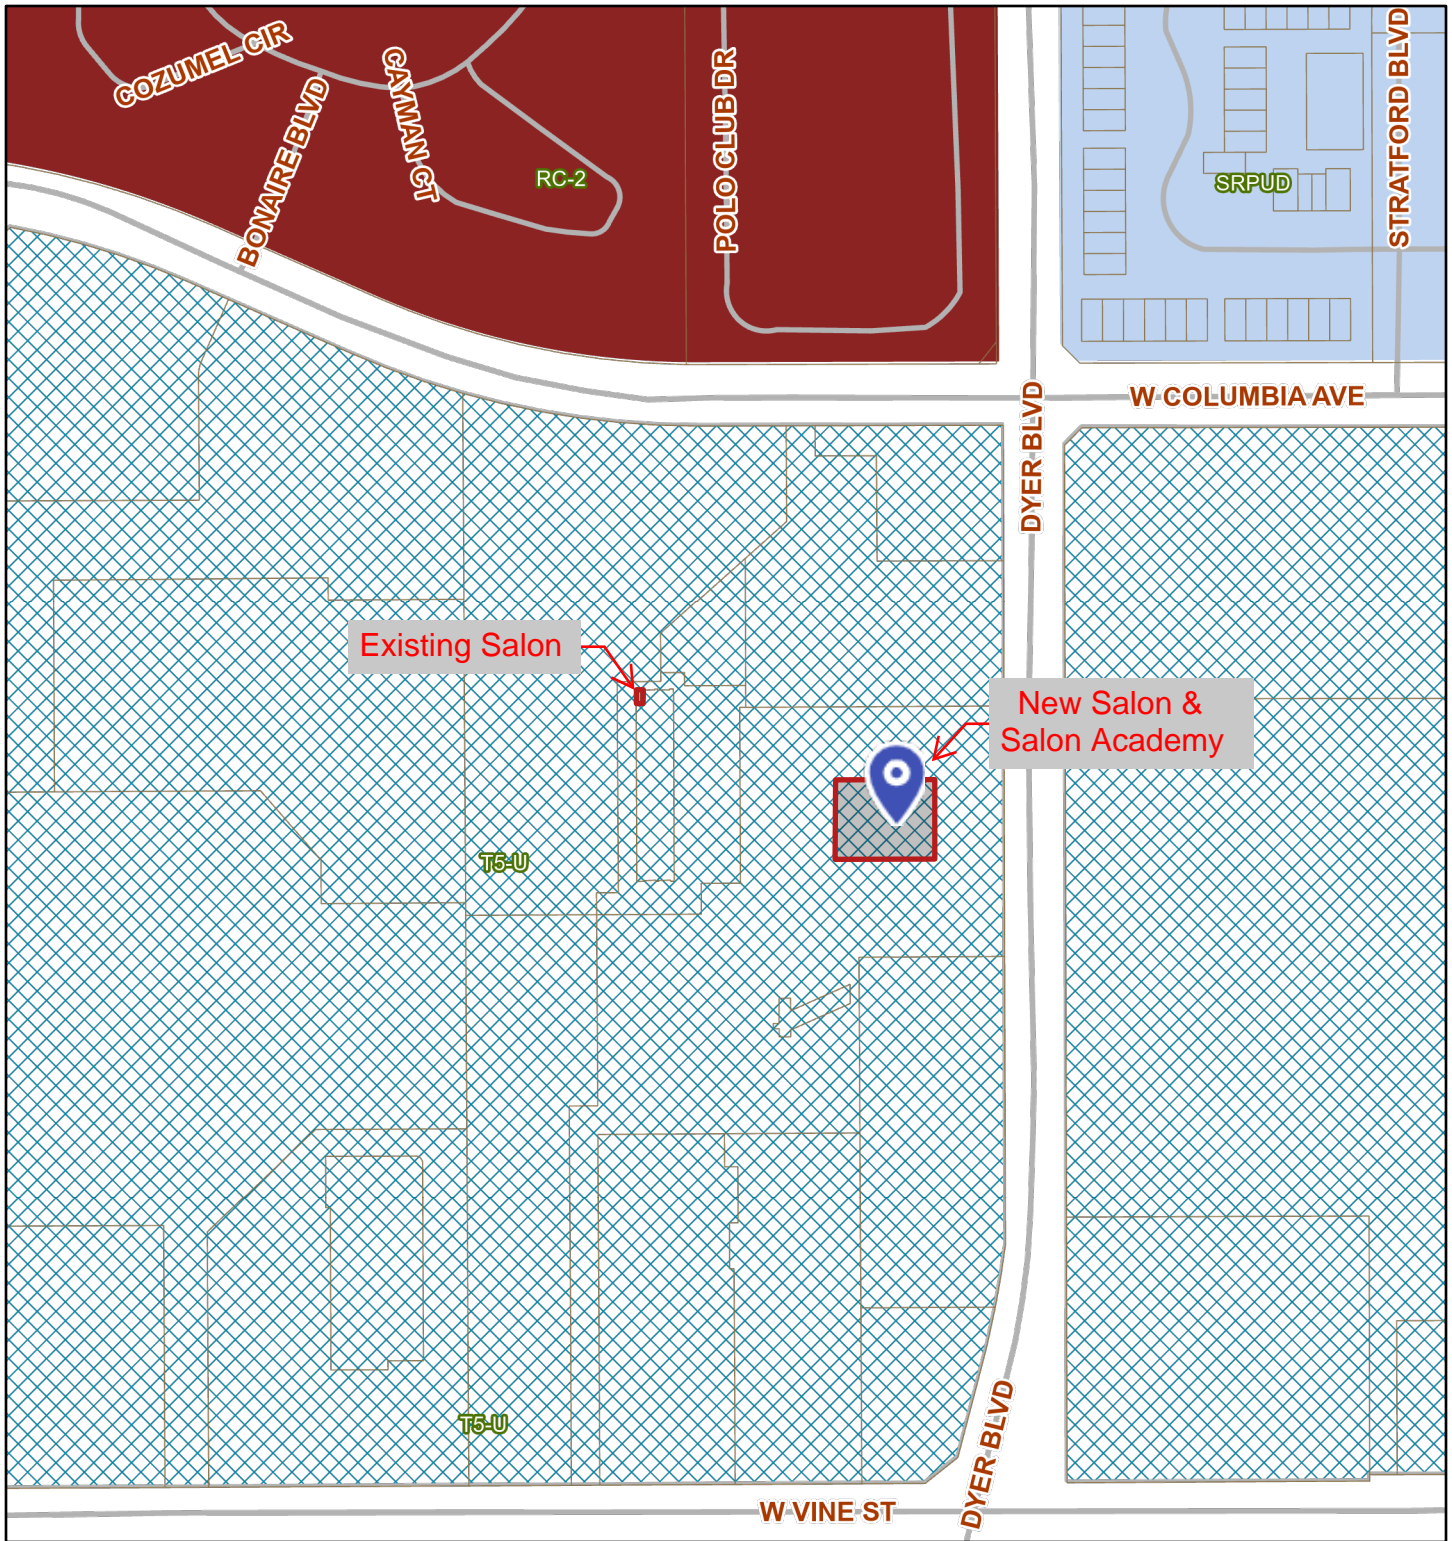 COZUMEL CIR
BONAIRE BLVD
CAYMAN CT
RC-2
POLO CLUB DR
SRPUD
STRATFORD BLVD
W COLUMBIA AVE
DYER BLVD
Existing Salon
New Salon &
Salon Academy
T5-U
T5-U
DYER BLVD
W VINE ST